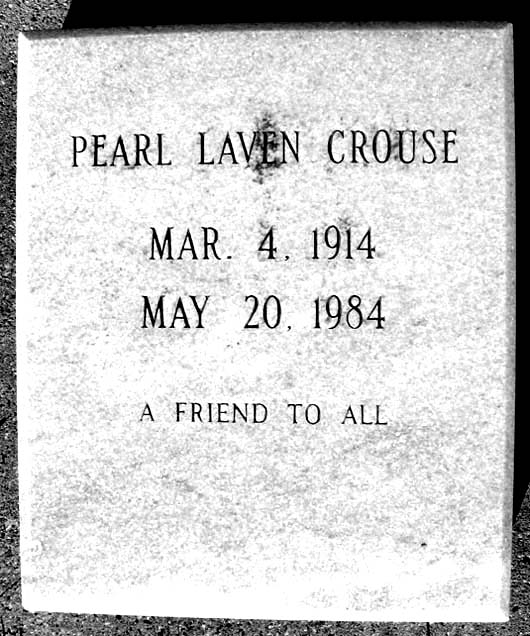 PEARL LAVEN CROUSE
MAR. 4, 1914
MAY 20, 1984
A FRIEND TO ALL